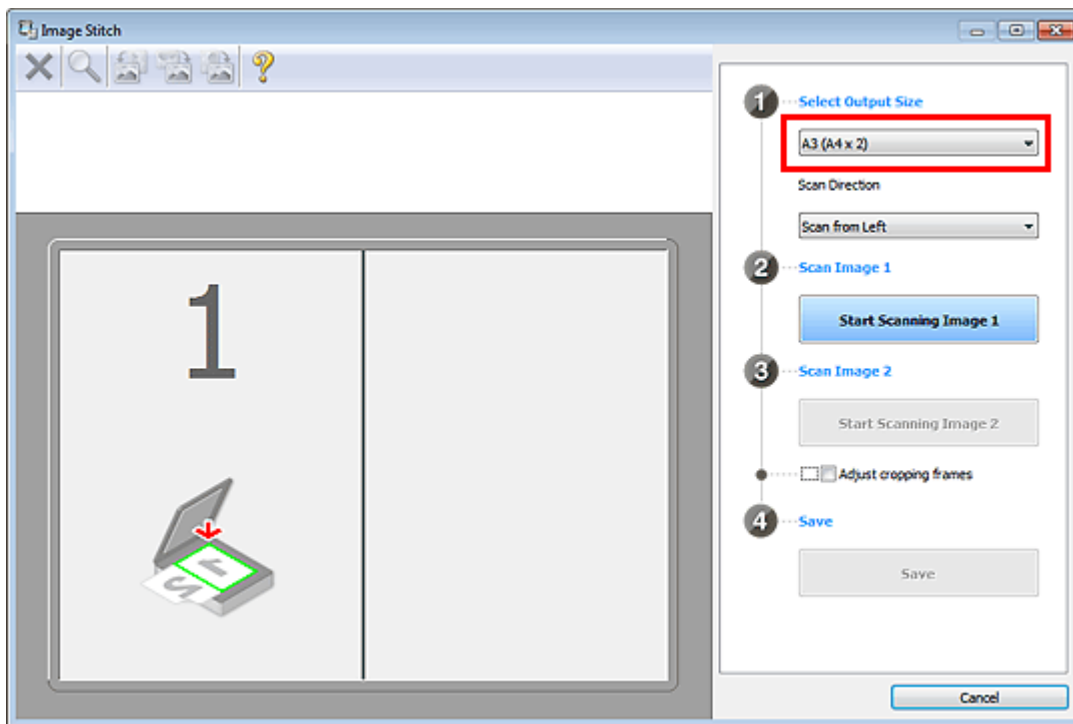 Image Stitch
1
Select Output Size
A3 (A4 x 2)
Scan Direction
Scan from Left
2
Scan Image 1
Start Scanning Image 1
3
Scan Image 2
Start Scanning Image 2
Adjust cropping frames
4
Save
Save
Cancel
1
1
2